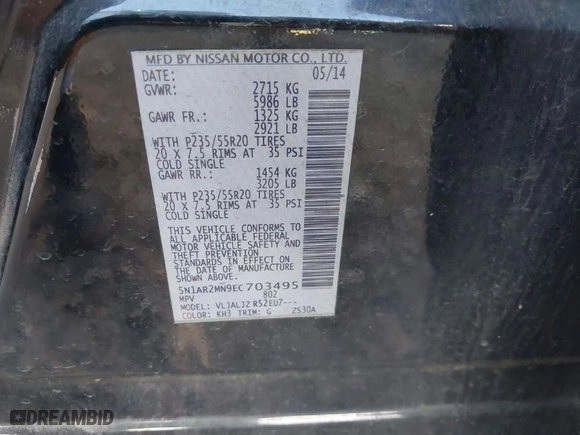 MFD BY NISSAN MOTOR CO., LTD.
DATE: 05/14
GVWR: 2715 KG
5986 LB
GAWR FR.: 1325 KG
2921 LB
WITH P235/55R20 TIRES
20 X 7.5 RIMS AT 35 PSI
COLD SINGLE
GAWR RR.: 1454 KG
3205 LB
WITH P235/55R20 TIRES
20 X 7.5 RIMS AT 35 PSI
COLD SINGLE
THIS VEHICLE CONFORMS TO
ALL APPLICABLE FEDERAL
MOTOR VEHICLE SAFETY AND
THEFT PREVENTION
STANDARDS IN EFFECT ON
THE DATE OF MANUFACTURE
SHOWN ABOVE.
5N1AR2MN9EC703495
MPV 802
MODEL: VLJALJZ R52EU7---
COLOR: KH3 TRIM: G ZS30A
DREAMBID